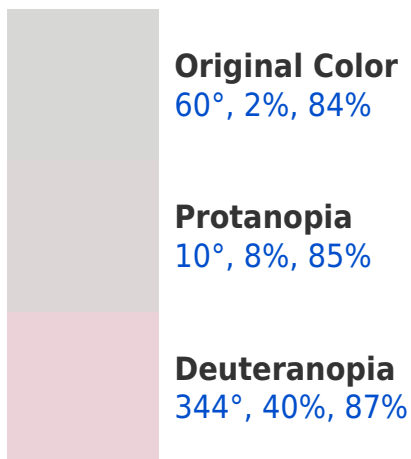 Original Color
60°, 2%, 84%
Protanopia
10°, 8%, 85%
Deuteranopia
344°, 40%, 87%